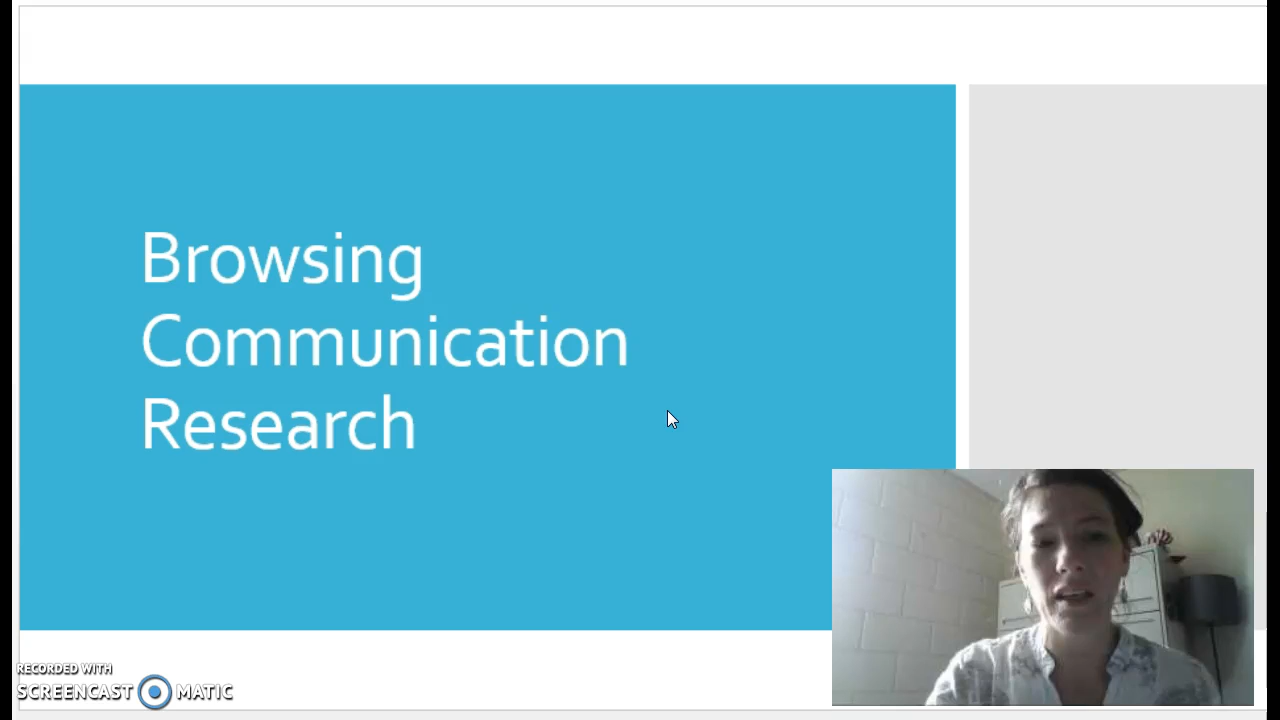 Browsing
Communication
Research
RECORDED WITH
SCREENCAST MATIC